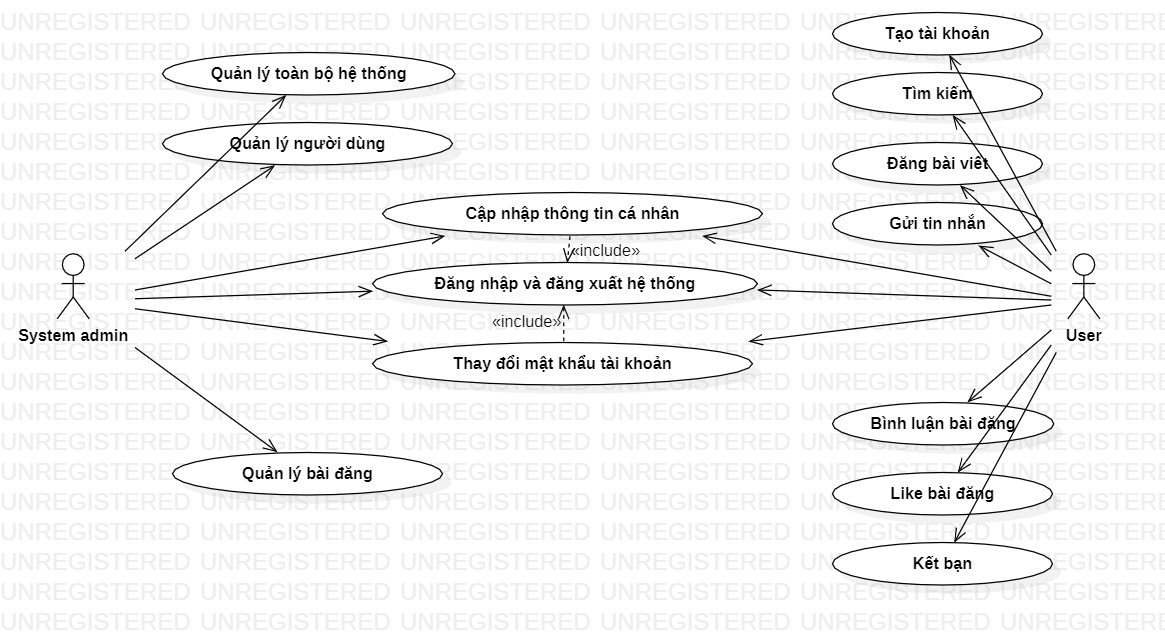 Tạo tài khoản
Quản lý toàn bộ hệ thống
Tìm kiếm
Quản lý người dùng
Đăng bài viết
Cập nhập thông tin cá nhân
Gửi tin nhắn
«include»
Đăng nhập và đăng xuất hệ thống
«include»
System admin
User
Thay đổi mật khẩu tài khoản
Bình luận bài đăng
Quản lý bài đăng
Like bài đăng
Kết bạn
UNREGISTERED